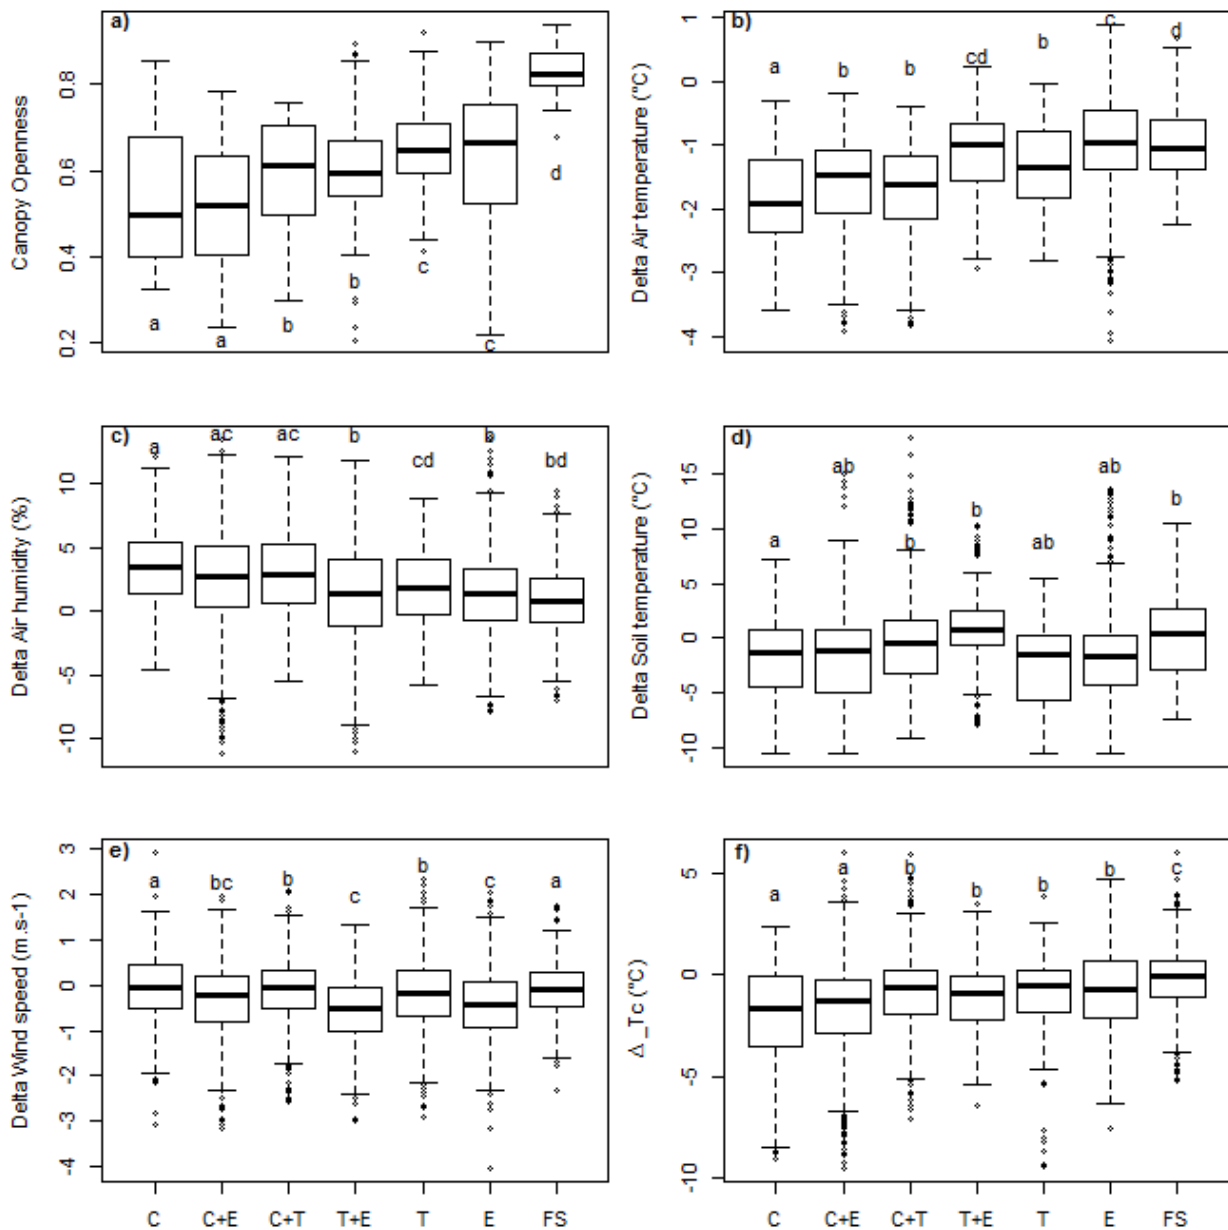 a)
Canopy Openness
0.8
0.6
0.4
0.2
a
a
b
b
c
c
d
b)
Delta Air temperature (°C)
1
0
-1
-2
-3
-4
a
b
b
cd
b
c
d
c)
Delta Air humidity (%)
10
5
0
-5
-10
a
ac
ac
b
cd
b
bd
d)
Delta Soil temperature (°C)
15
10
5
0
-5
-10
a
ab
b
b
ab
ab
b
e)
Delta Wind speed (m.s-1)
3
2
1
0
-1
-2
-3
-4
a
bc
b
c
b
c
a
C C+E C+T T+E T E FS
f)
Δ_Tc (°C)
5
0
-5
-10
a
a
b
b
b
b
c
C C+E C+T T+E T E FS